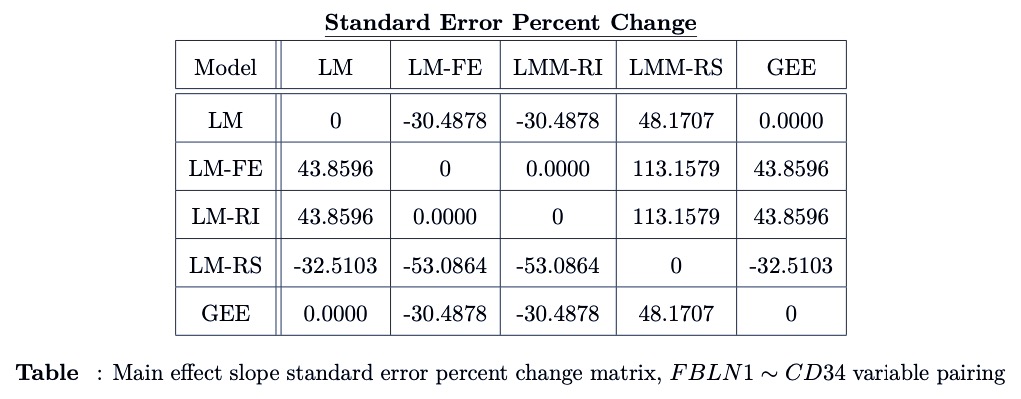 Standard Error Percent Change
Model LM LM-FE LMM-RI LMM-RS GEE
LM 0 -30.4878 -30.4878 48.1707 0.0000
LM-FE 43.8596 0 0.0000 113.1579 43.8596
LM-RI 43.8596 0.0000 0 113.1579 43.8596
LM-RS -32.5103 -53.0864 -53.0864 0 -32.5103
GEE 0.0000 -30.4878 -30.4878 48.1707 0
Table : Main effect slope standard error percent change matrix, FBLN1 ∼ CD34 variable pairing